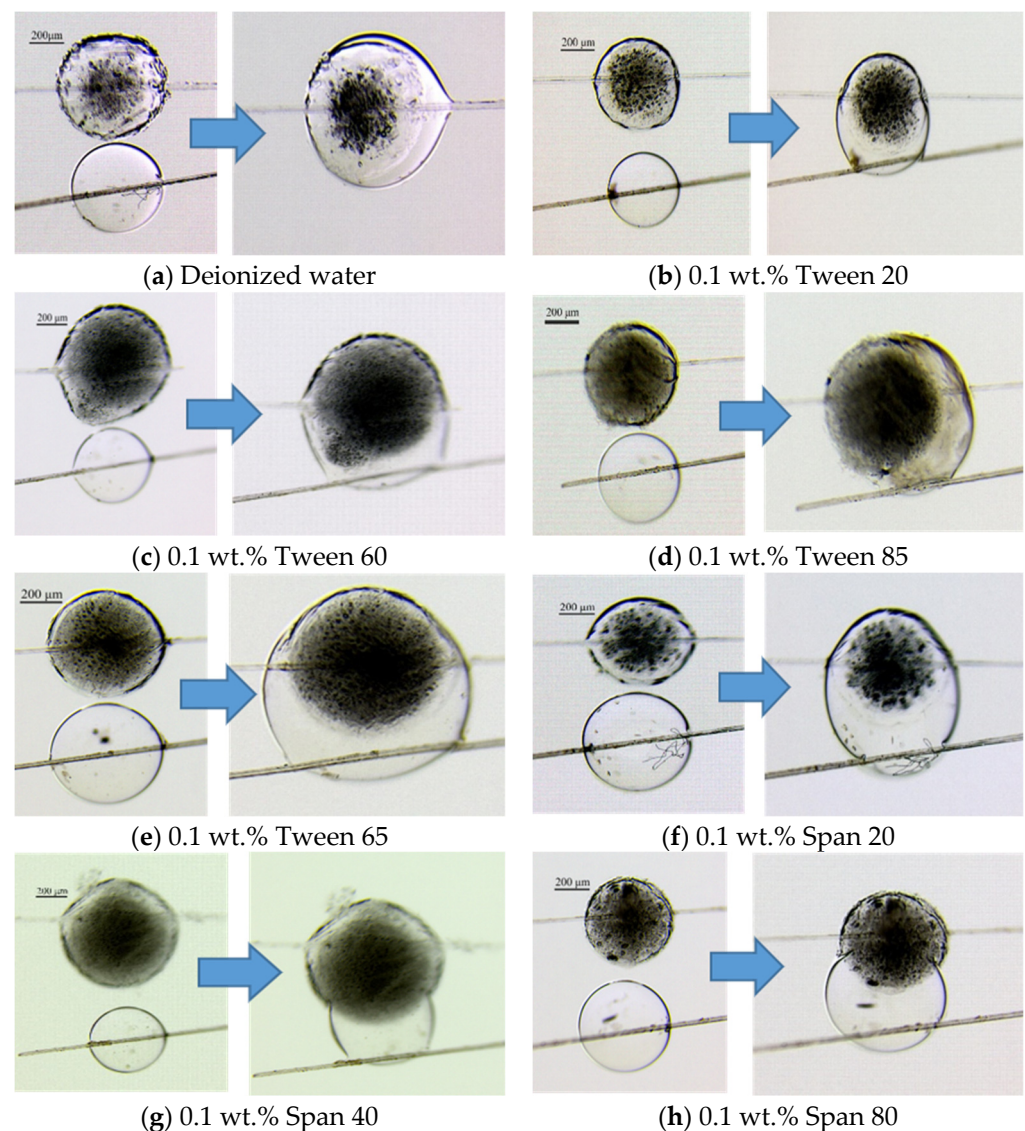 200μm
200 μm
(a) Deionized water
(b) 0.1 wt.% Tween 20
200 μm
200 μm
(c) 0.1 wt.% Tween 60
(d) 0.1 wt.% Tween 85
200 μm
200 μm
(e) 0.1 wt.% Tween 65
(f) 0.1 wt.% Span 20
200 μm
200 μm
(g) 0.1 wt.% Span 40
(h) 0.1 wt.% Span 80